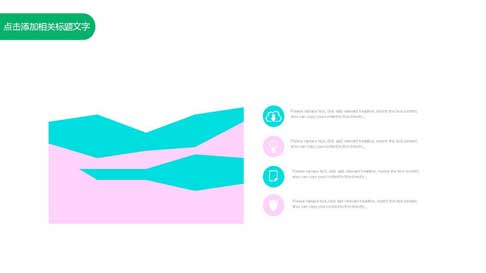 点击添加相关标题文字
Please replace text, click add relevant headline, modify the text content,
also can copy your content to this directly.
Please replace text, click add relevant headline, modify the text content,
also can copy your content to this directly.
Please replace text, click add relevant headline, modify the text content,
also can copy your content to this directly.
Please replace text, click add relevant headline, modify the text content,
also can copy your content to this directly.